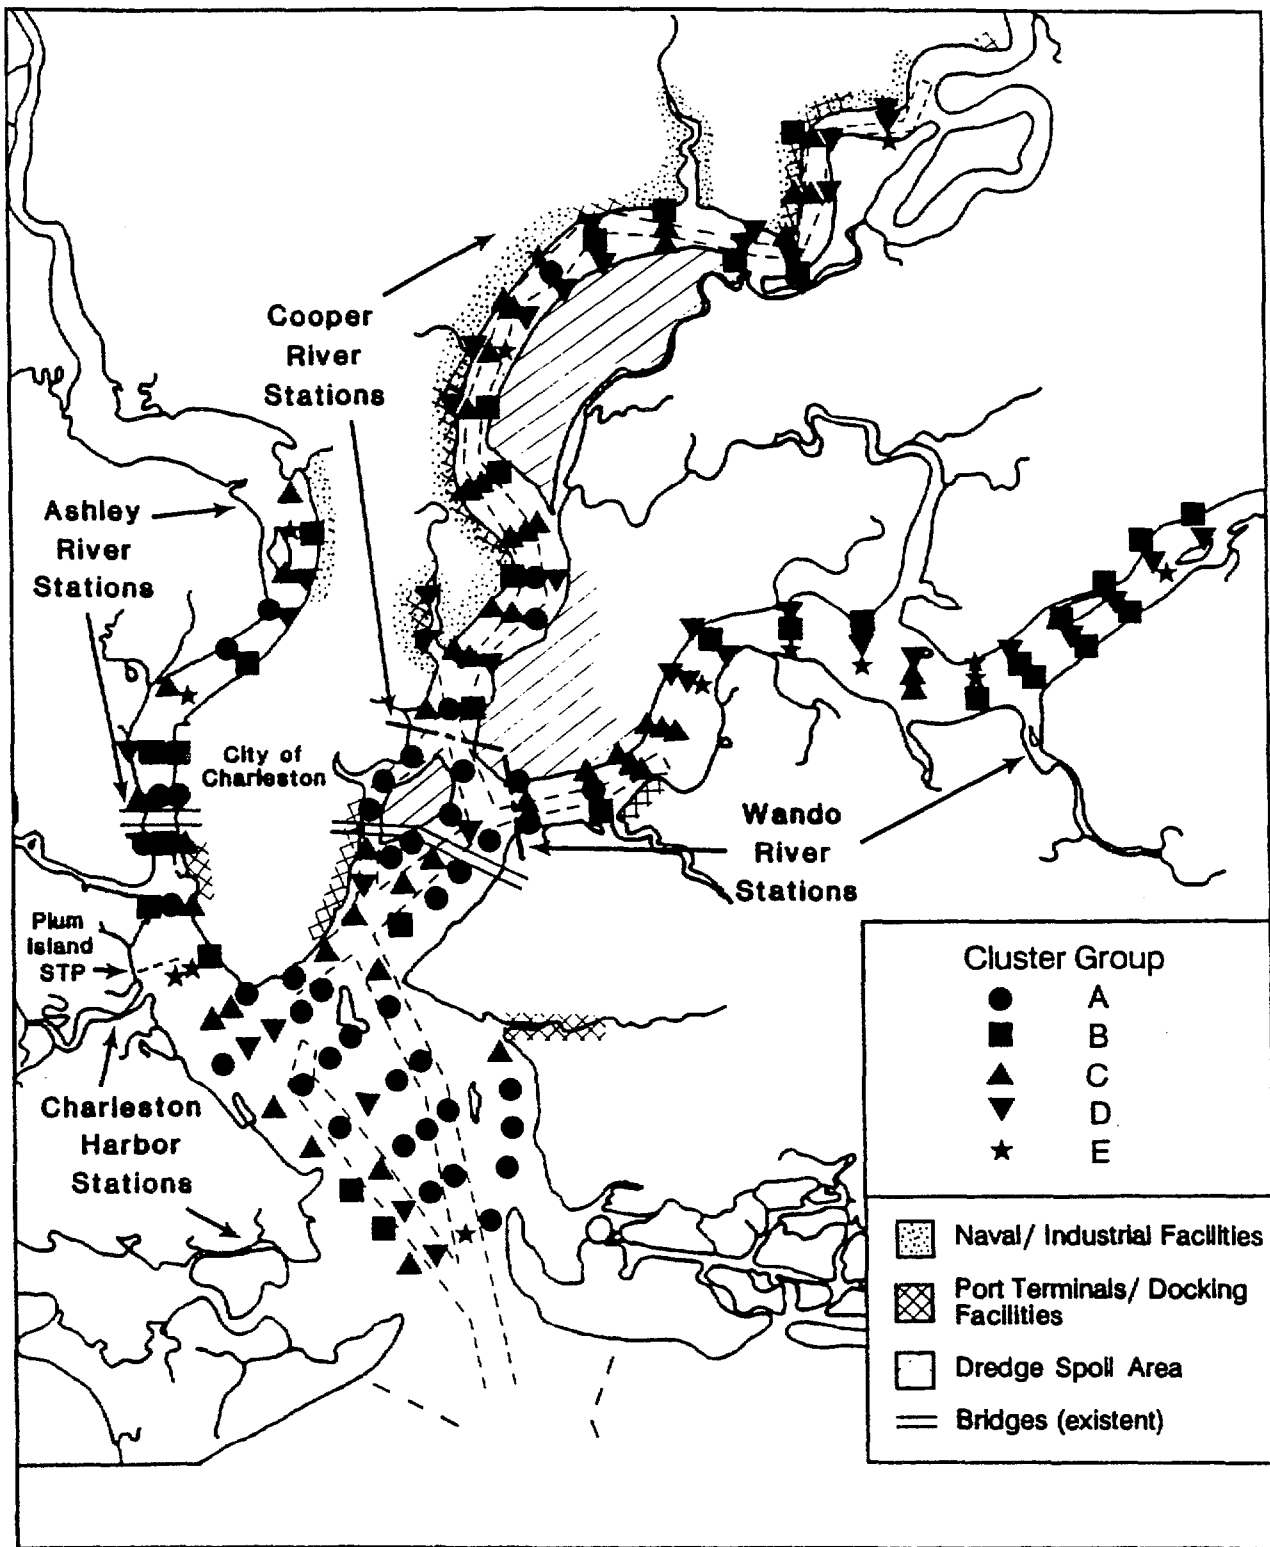 Cooper
River
Stations
Ashley
River
Stations
City of
Charleston
Wando
River
Stations
Plum
Island
STP
Charleston
Harbor
Stations
Cluster Group
A
B
C
D
E
Naval/ Industrial Facilities
Port Terminals/ Docking
Facilities
Dredge Spoil Area
Bridges (existent)